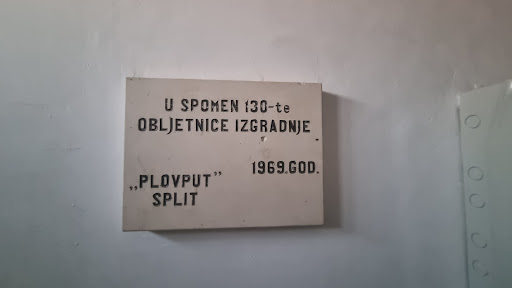 U SPOMEN 130-te
OBLJETNICE IZGRADNJE
1969.GOD.
„PLOVPUT”
SPLIT